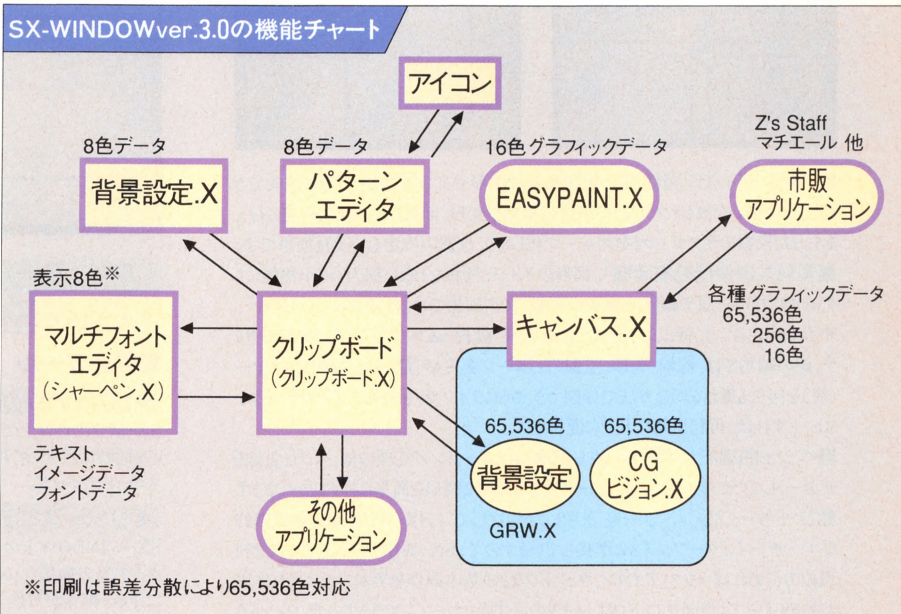 SX-WINDOWver.3.0の機能チャート
アイコン
8色データ
背景設定.X
8色データ
パターン
エディタ
16色グラフィックデータ
EASYPAINT.X
Z's Staff
マチエール 他
市販
アプリケーション
表示8色※
マルチフォント
エディタ
(シャーペン.X)
テキスト
イメージデータ
フォントデータ
クリップボード
(クリップボード.X)
キャンバス.X
各種グラフィックデータ
65,536色
256色
16色
65,536色
背景設定
GRW.X
65,536色
CG
ビジョン.X
その他
アプリケーション
※印刷は誤差分散により65,536色対応